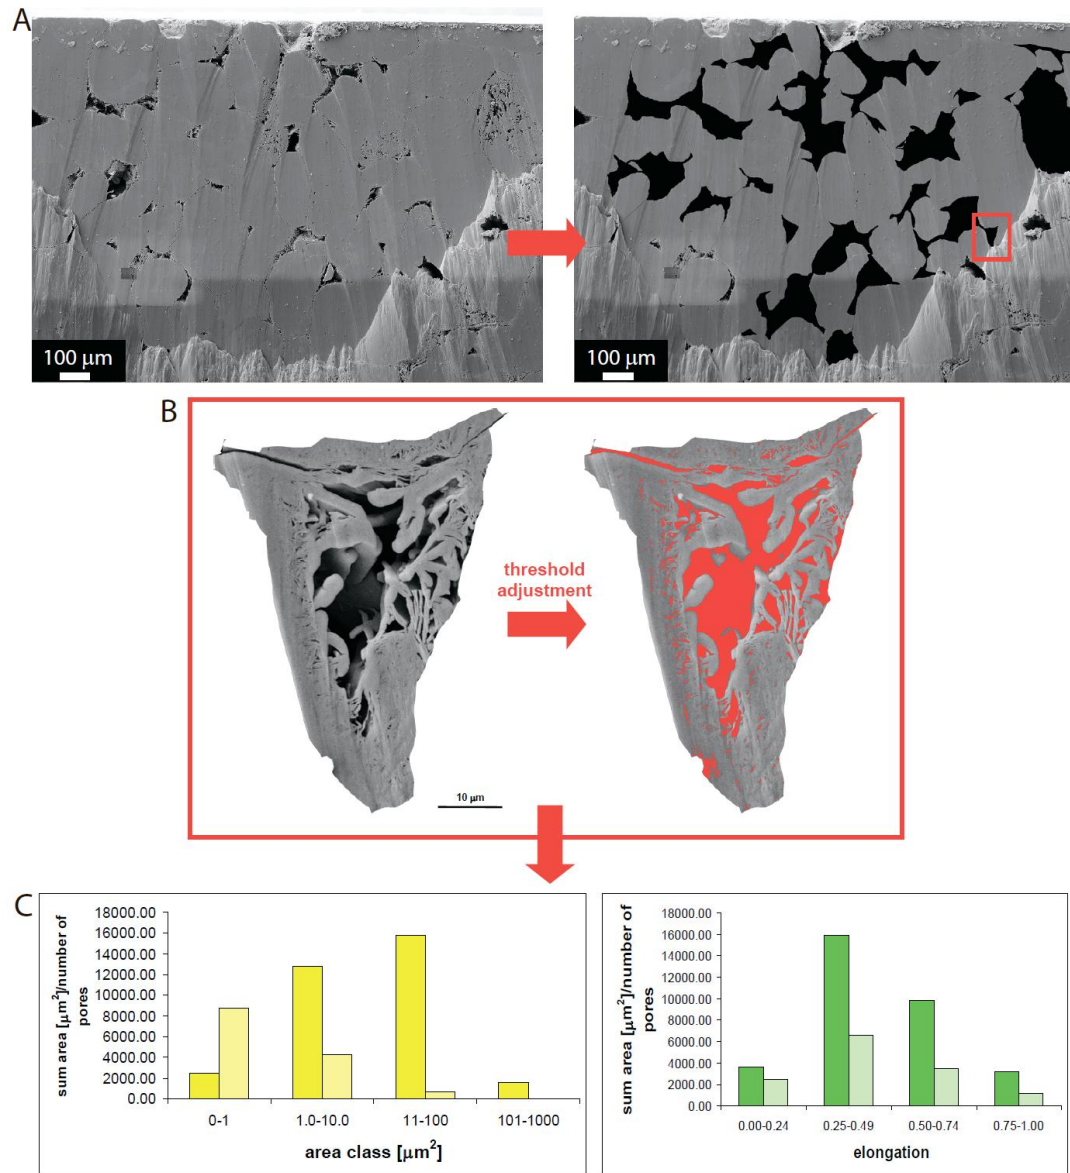 A
100 μm
100 μm
B
threshold
adjustment
10 μm
C
sum area [μm²]/number of
pores
18000.00
16000.00
14000.00
12000.00
10000.00
8000.00
6000.00
4000.00
2000.00
0.00
0-1
1.0-10.0
11-100
101-1000
area class [μm²]
sum area [μm²]/number of
pores
18000.00
16000.00
14000.00
12000.00
10000.00
8000.00
6000.00
4000.00
2000.00
0.00
0.00-0.24
0.25-0.49
0.50-0.74
0.75-1.00
elongation